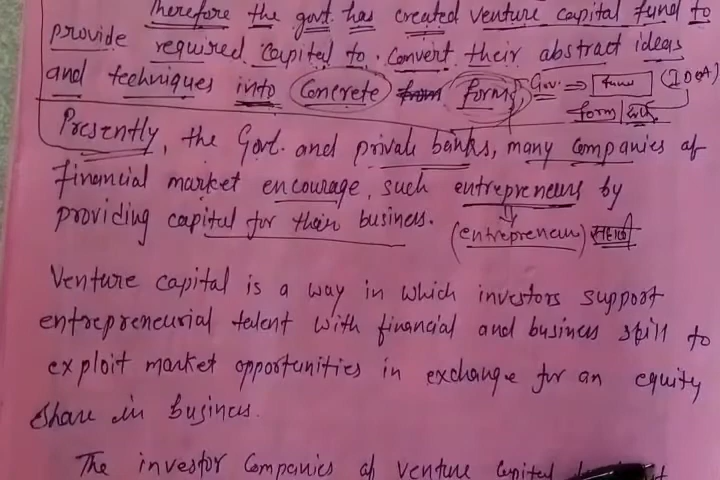 Therefore the govt. has created venture capital fund to
provide required capital to convert their abstract ideas
and techniques into concrete forms, Gov. ⇒ fund (IDEA)
form
Presently, the Govt. and private banks, many companies of
financial market encourage such entrepreneurs by
providing capital for their business.
(entrepreneur)
Venture capital is a way in which investors support
entrepreneurial talent with financial and business skill to
exploit market opportunities in exchange for an equity
share in business.
The investor companies of venture capital